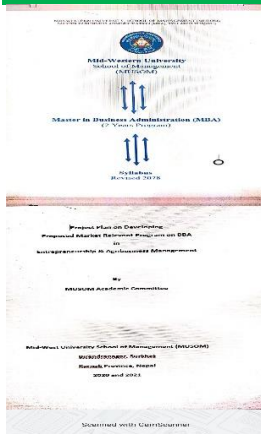 Mid-Western University
School of Management
(MUSOM)
Master in Business Administration (MBA)
(2 Years Program)
Syllabus
Revised 2078
Project Plan on Developing
Proposed Market Relevant Program on BBA
in
Entrepreneurship & Agribusiness Management
By
MUSOM Academic Committee
Mid-West University School of Management (MUSOM)
Birendranagar, Surkhet
Karnali Province, Nepal
2020 and 2021
Scanned with CamScanner